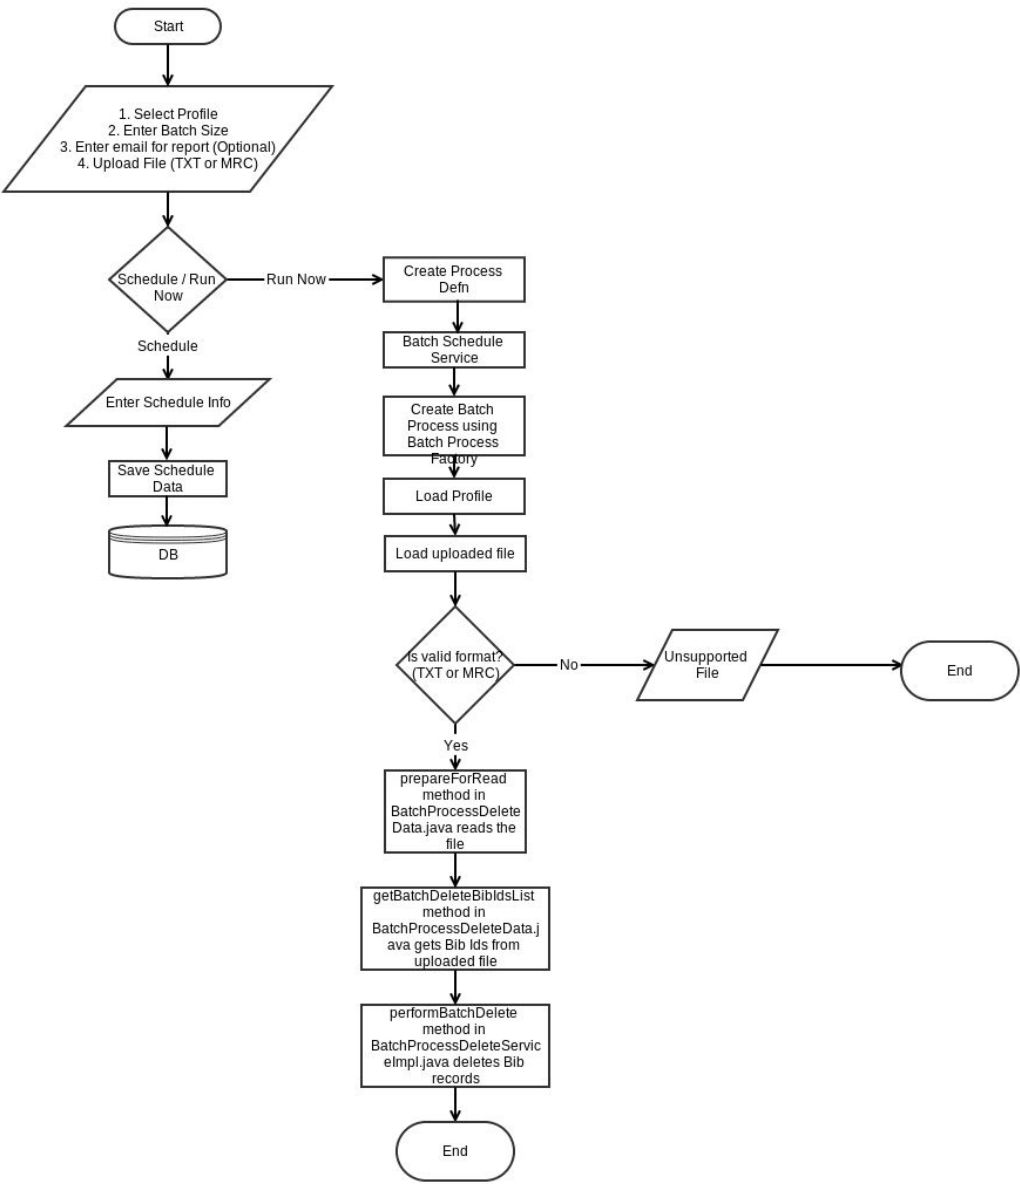 Start
1. Select Profile
2. Enter Batch Size
3. Enter email for report (Optional)
4. Upload File (TXT or MRC)
Schedule / Run
Now
Run Now
Schedule
Enter Schedule Info
Save Schedule
Data
DB
Create Process
Defn
Batch Schedule
Service
Create Batch
Process using
Batch Process
Factory
Load Profile
Load uploaded file
Is valid format?
(TXT or MRC)
No
Unsupported
File
End
Yes
prepareForRead
method in
BatchProcessDelete
Data.java reads the
file
getBatchDeleteBibIdsList
method in
BatchProcessDeleteData.j
ava gets Bib Ids from
uploaded file
performBatchDelete
method in
BatchProcessDeleteServic
eImpl.java deletes Bib
records
End